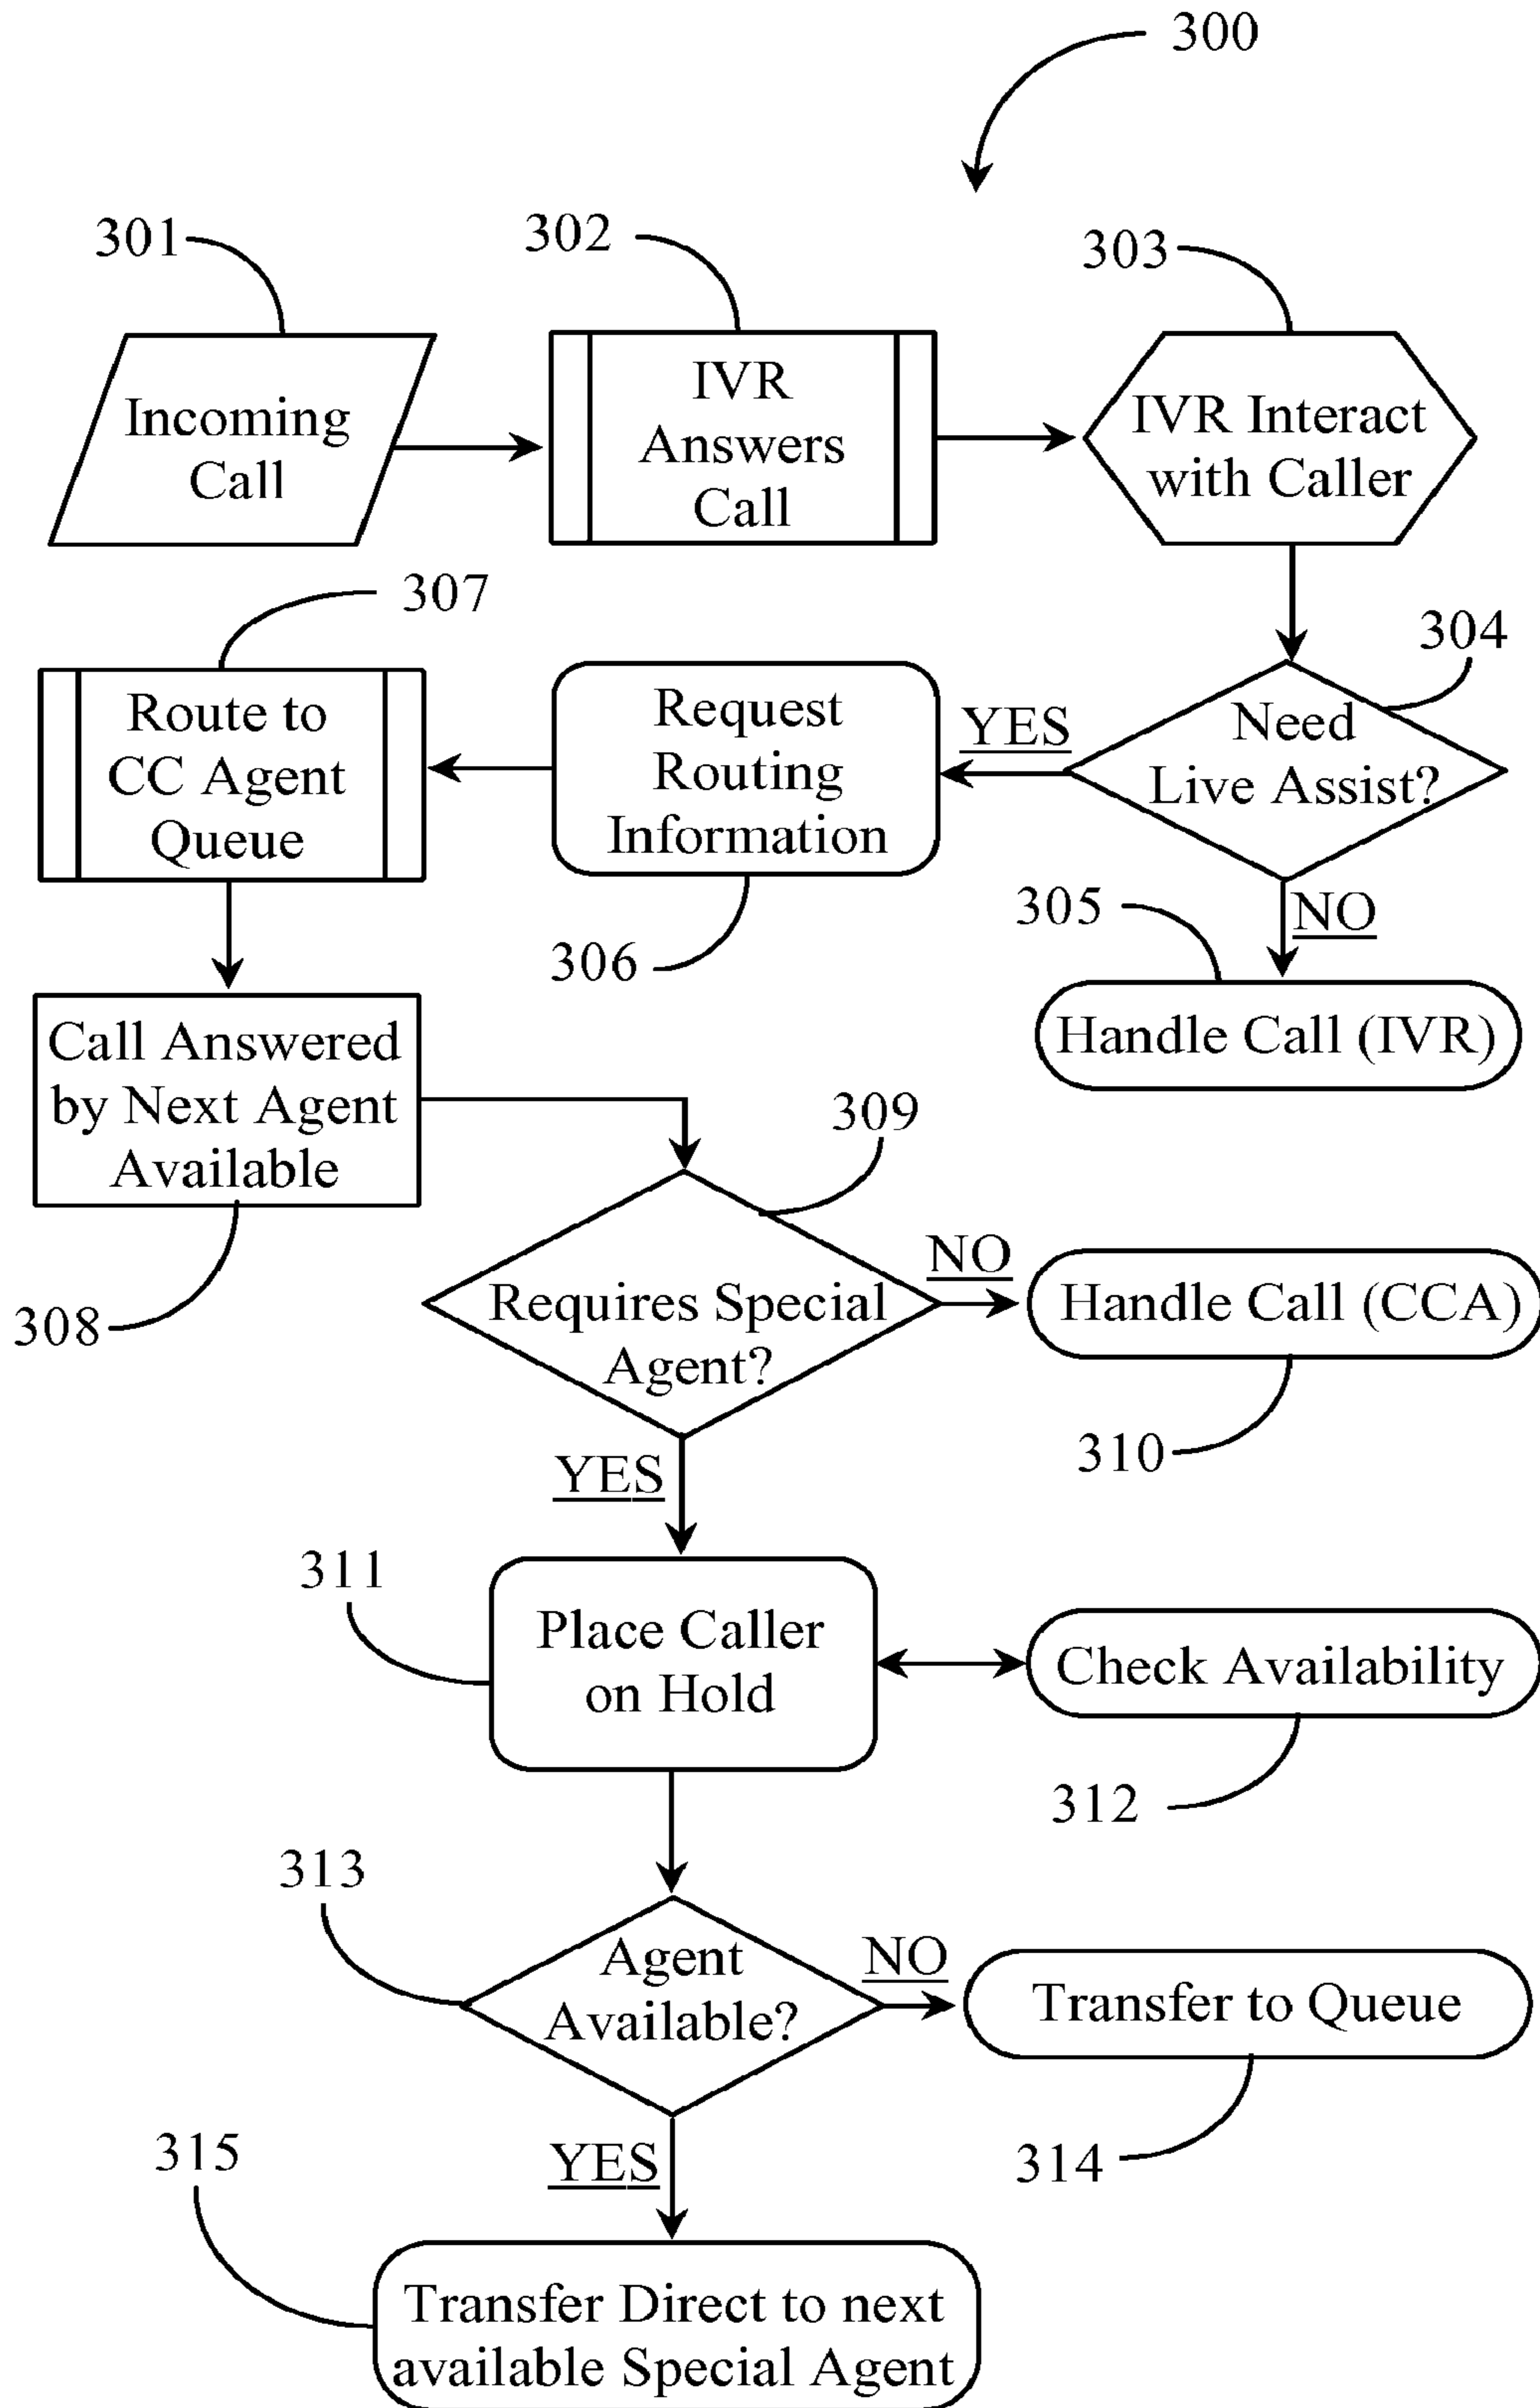 300
301
302
303
Incoming
Call
IVR
Answers
Call
IVR Interact
with Caller
307
304
Route to
CC Agent
Queue
Request
Routing
Information
YES
Need
Live Assist?
306
305
NO
Handle Call (IVR)
Call Answered
by Next Agent
Available
308
309
Requires Special
Agent?
NO
Handle Call (CCA)
310
YES
311
Place Caller
on Hold
Check Availability
312
313
Agent
Available?
NO
Transfer to Queue
314
315
YES
Transfer Direct to next
available Special Agent